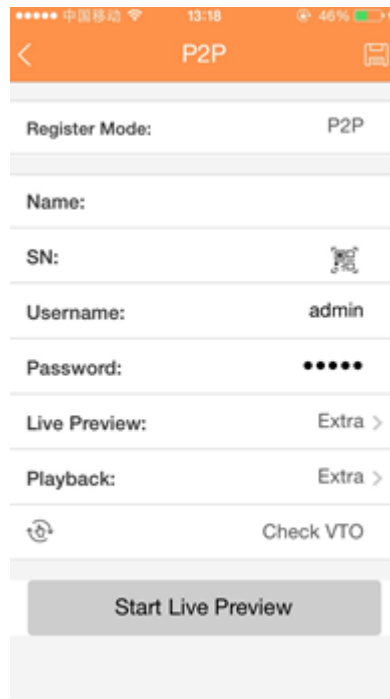 中国移动 13:18 46%
P2P
Register Mode: P2P
Name:
SN:
Username: admin
Password: •••••
Live Preview: Extra >
Playback: Extra >
Check VTO
Start Live Preview